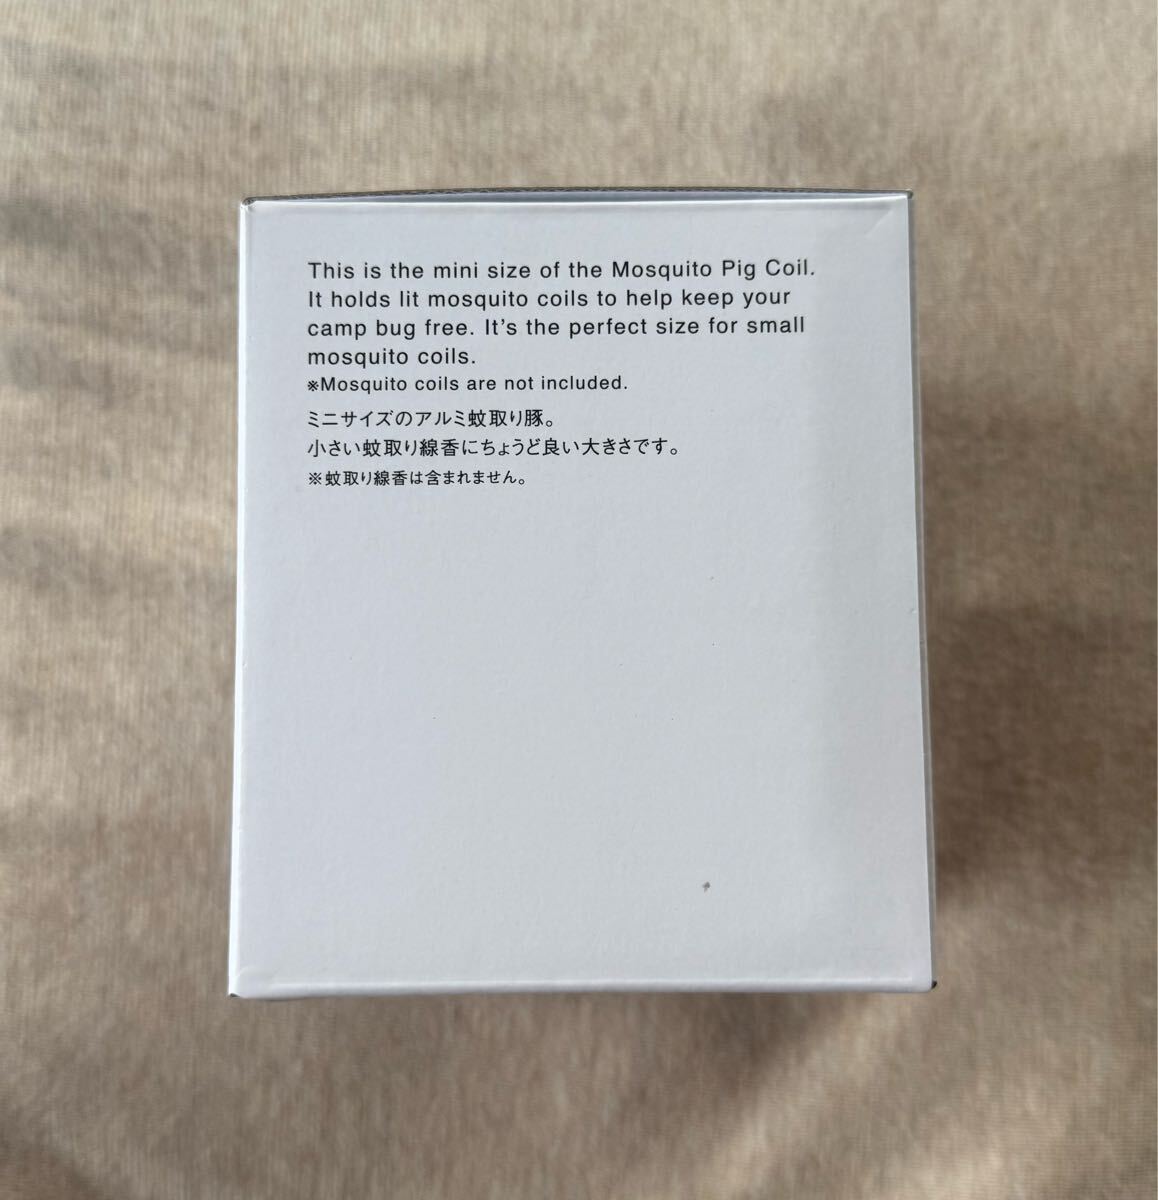 This is the mini size of the Mosquito Pig Coil.
It holds lit mosquito coils to help keep your
camp bug free. It's the perfect size for small
mosquito coils.
※Mosquito coils are not included.
ミニサイズのアルミ蚊取り豚。
小さい蚊取り線香にちょうど良い大きさです。
※蚊取り線香は含まれません。